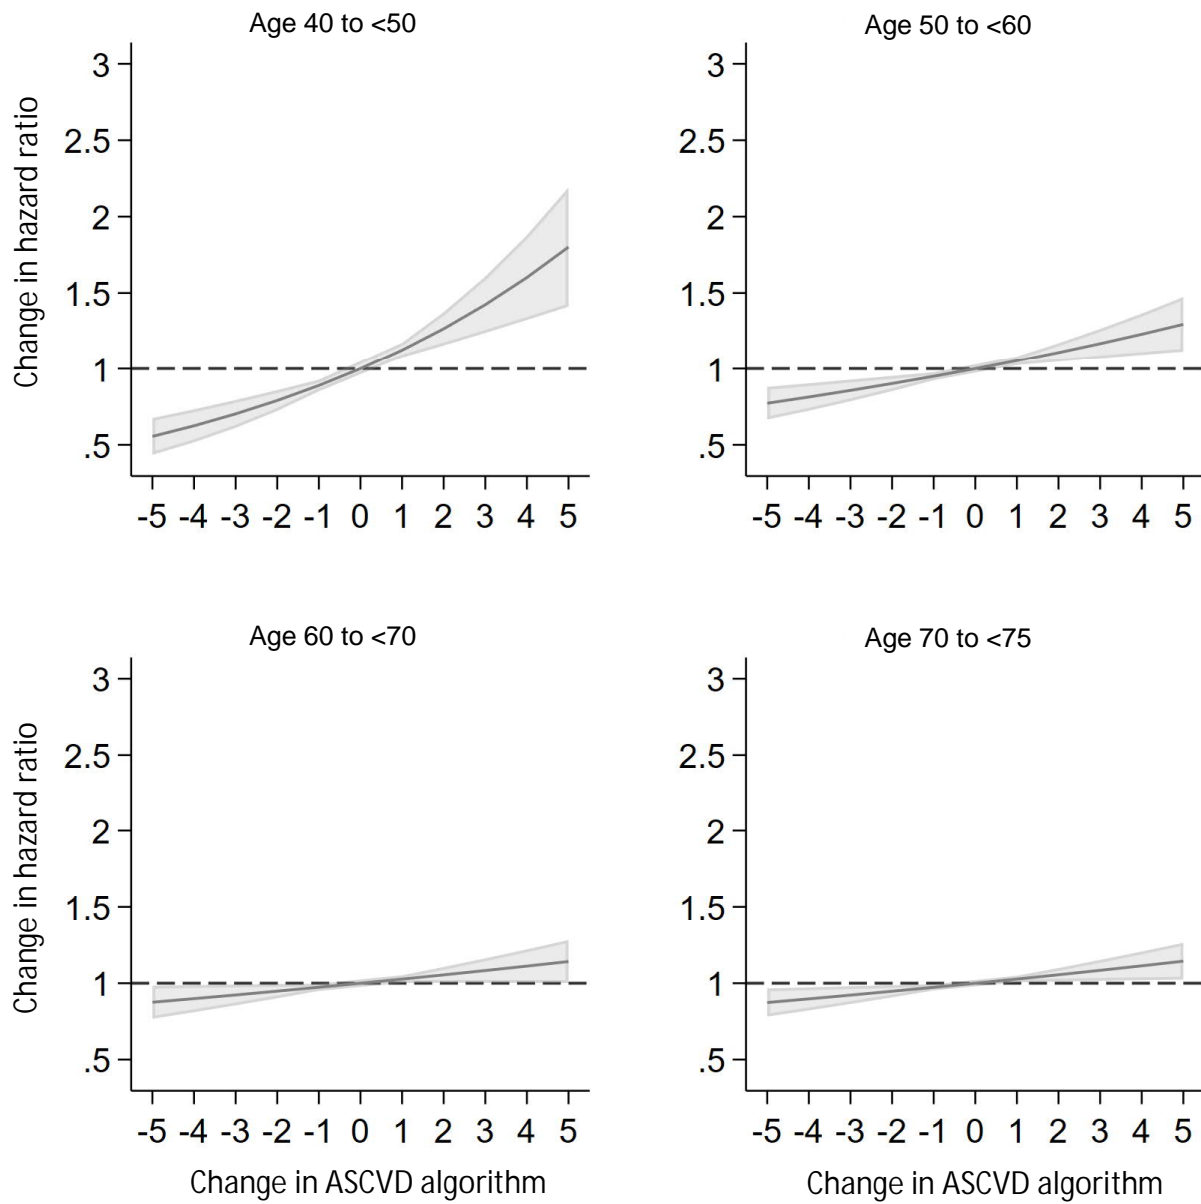 Age 40 to <50
Change in hazard ratio
3
2.5
2
1.5
1
.5
-5 -4 -3 -2 -1 0 1 2 3 4 5
Age 50 to <60
3
2.5
2
1.5
1
.5
-5 -4 -3 -2 -1 0 1 2 3 4 5
Age 60 to <70
Change in hazard ratio
3
2.5
2
1.5
1
.5
-5 -4 -3 -2 -1 0 1 2 3 4 5
Change in ASCVD algorithm
Age 70 to <75
3
2.5
2
1.5
1
.5
-5 -4 -3 -2 -1 0 1 2 3 4 5
Change in ASCVD algorithm